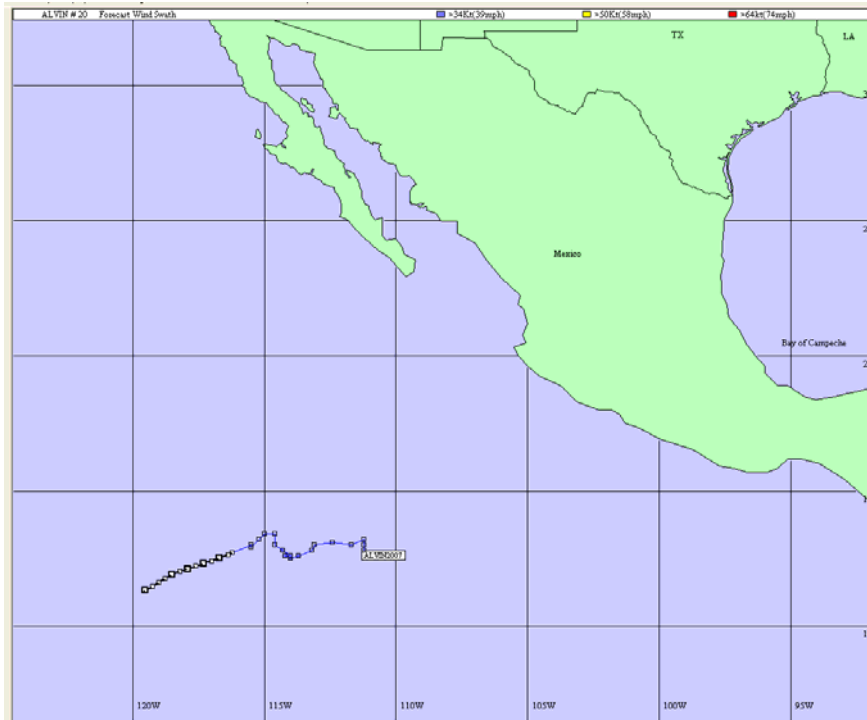 ALVIN # 20 Forecast Wind Swath >34Kt(39mph) >50Kt(58mph) >64kt(74mph)
TX
LA
Mexico
Bay of Campeche
ALVIN2007
120W 115W 110W 105W 100W 95W